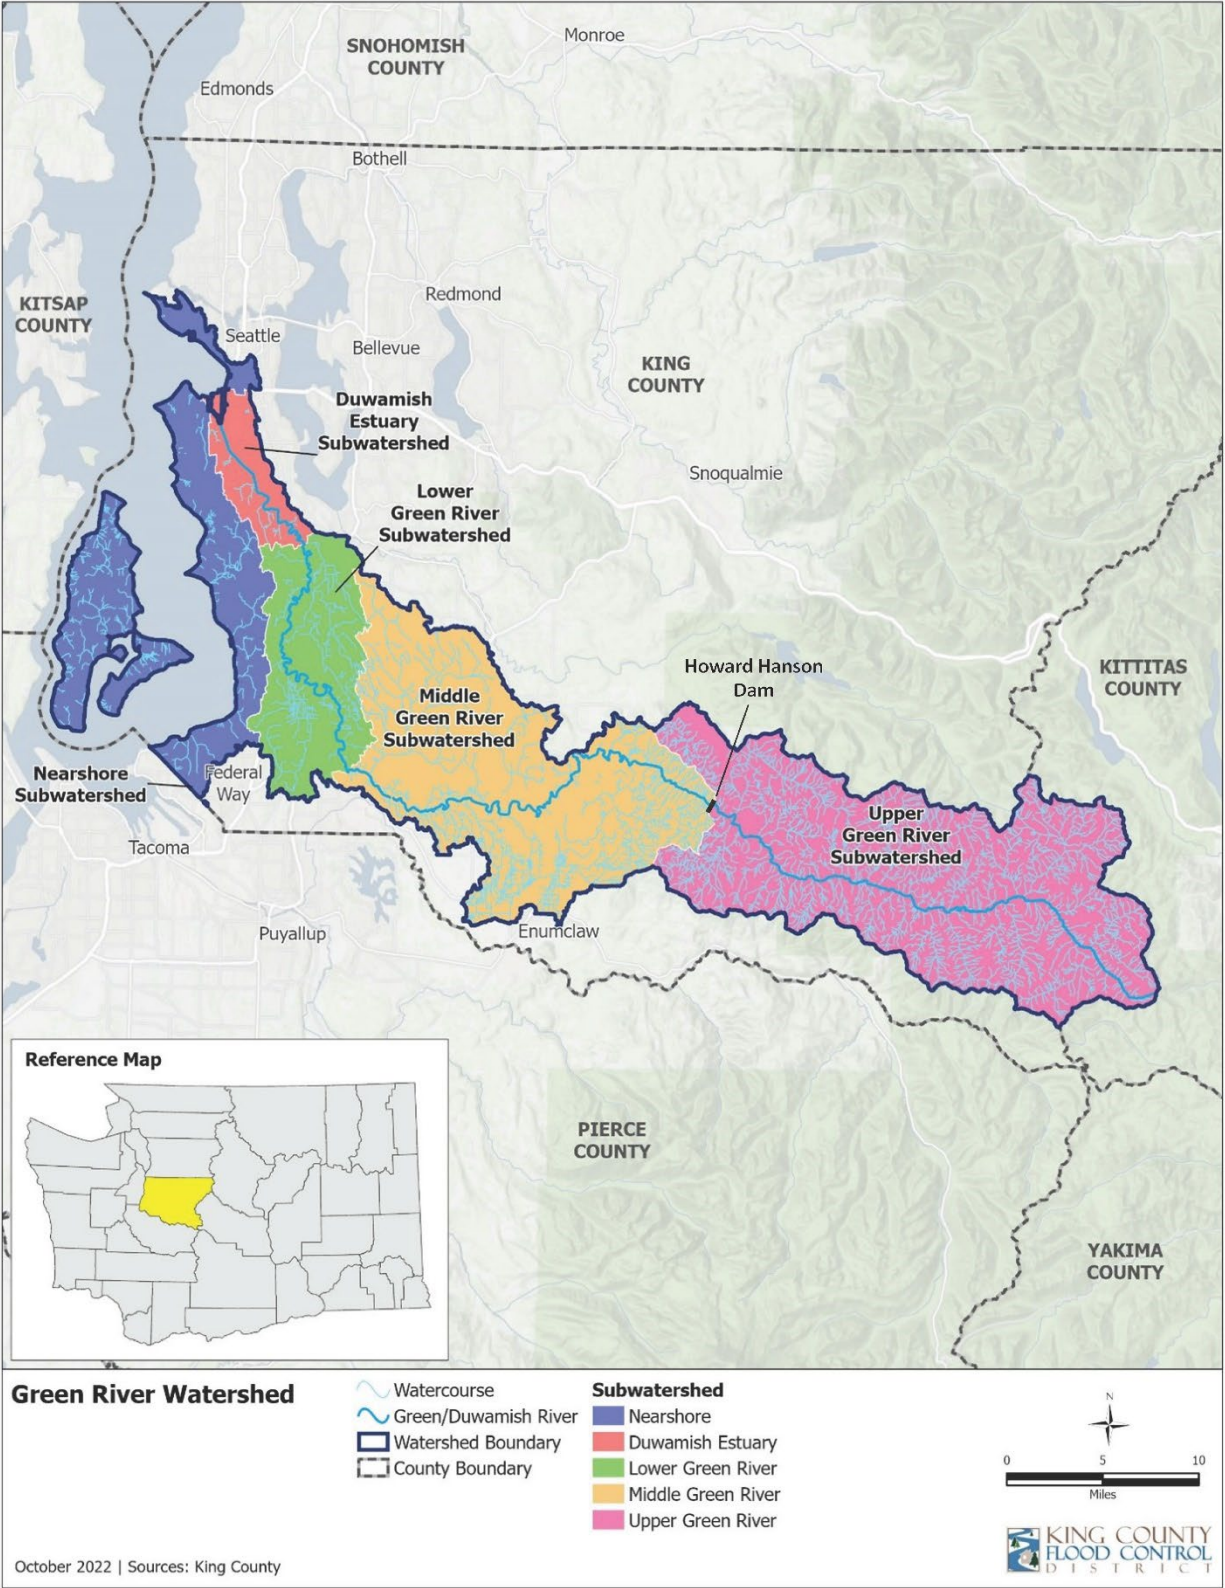 SNOHOMISH
COUNTY
Monroe
Edmonds
Bothell
KITSAP
COUNTY
Redmond
Seattle
Bellevue
KING
COUNTY
Duwamish
Estuary
Subwatershed
Snoqualmie
Lower
Green River
Subwatershed
Howard Hanson
Dam
KITTITAS
COUNTY
Middle
Green River
Subwatershed
Nearshore
Subwatershed
Federal
Way
Upper
Green River
Subwatershed
Tacoma
Puyallup
Enumclaw
Reference Map
PIERCE
COUNTY
YAKIMA
COUNTY
Green River Watershed
Watercourse
Green/Duwamish River
Watershed Boundary
County Boundary
Subwatershed
Nearshore
Duwamish Estuary
Lower Green River
Middle Green River
Upper Green River
N
0 5 10
Miles
KING COUNTY
FLOOD CONTROL
DISTRICT
October 2022 | Sources: King County